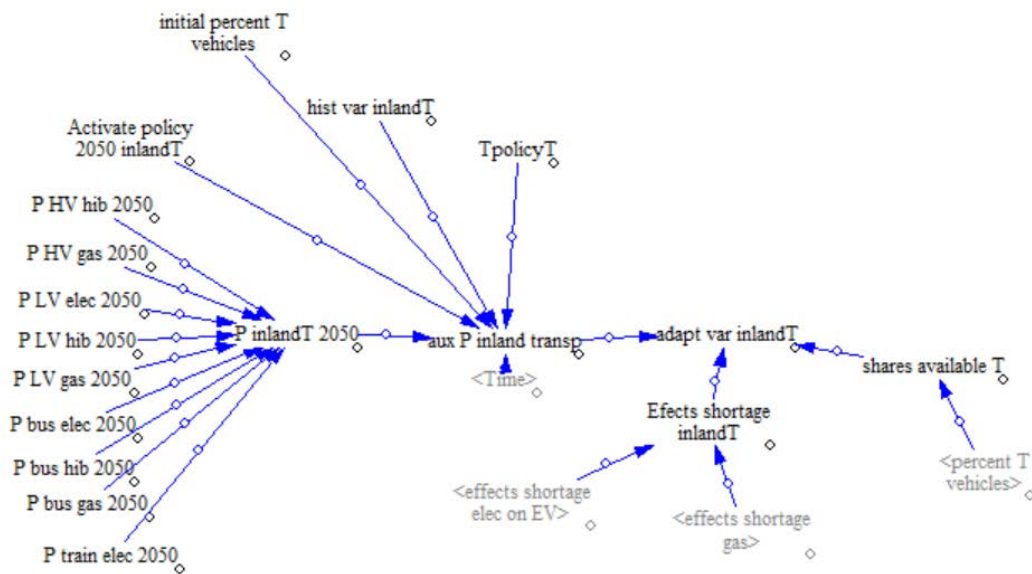 initial percent T
vehicles
hist var inlandT
Activate policy
2050 inlandT
TpolicyT
P HV hib 2050
P HV gas 2050
P LV elec 2050
P LV hib 2050
P inlandT 2050
aux P inland transp
adapt var inlandT
shares available T
P LV gas 2050
<Time>
Efects shortage
inlandT
P bus elec 2050
P bus hib 2050
<percent T
vehicles>
<effects shortage
elec on EV>
P bus gas 2050
<effects shortage
gas>
P train elec 2050